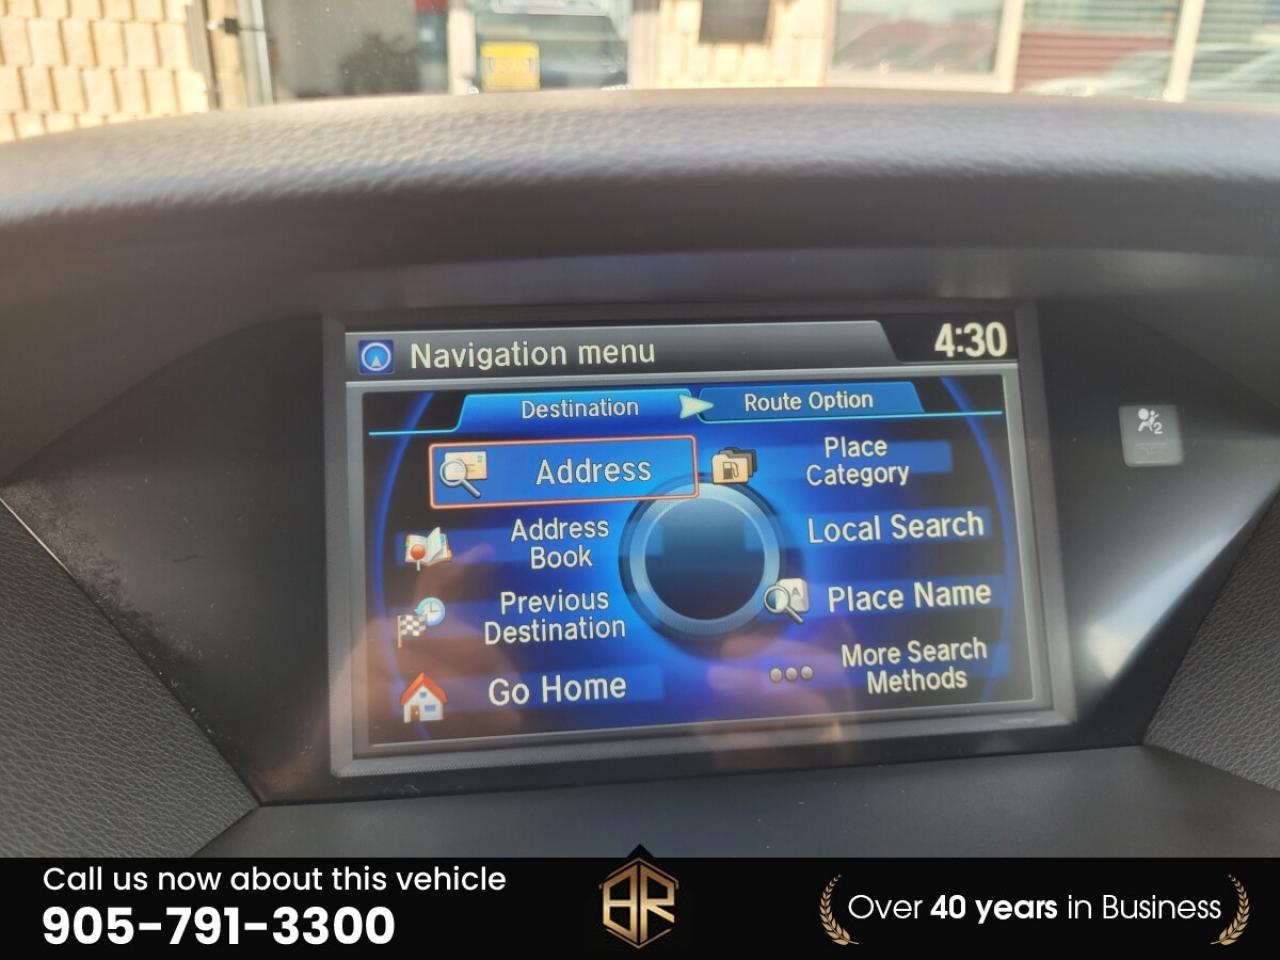 Navigation menu
4:30
Destination
Route Option
Address
Place
Category
Address
Book
Local Search
Previous
Destination
Place Name
Go Home
More Search
Methods
2
Call us now about this vehicle
905-791-3300
BR
Over 40 years in Business